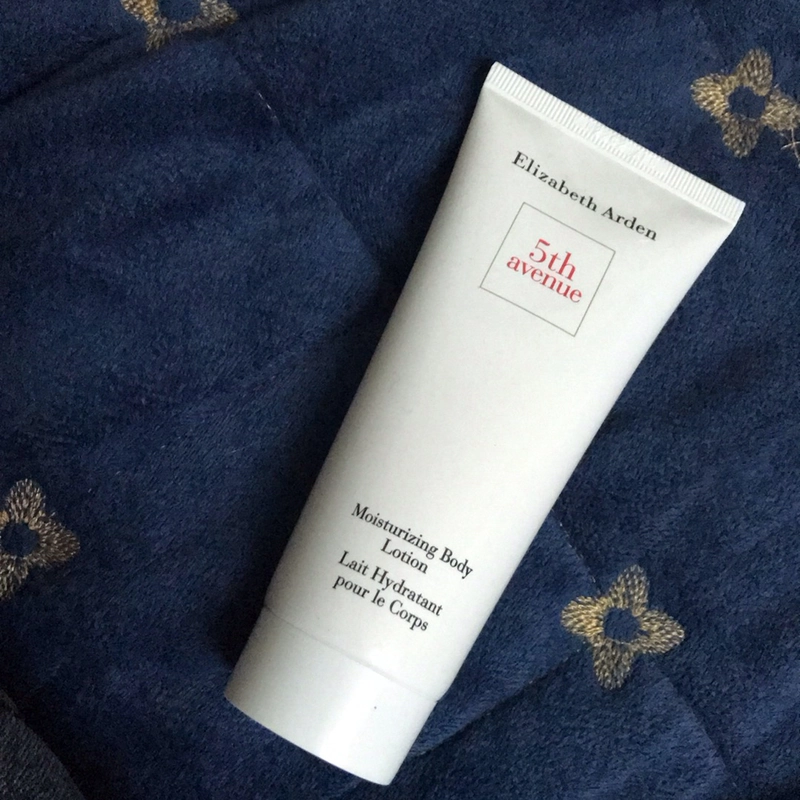 Elizabeth Arden
5th
avenue
Moisturizing Body
Lotion
Lait Hydratant
pour le Corps